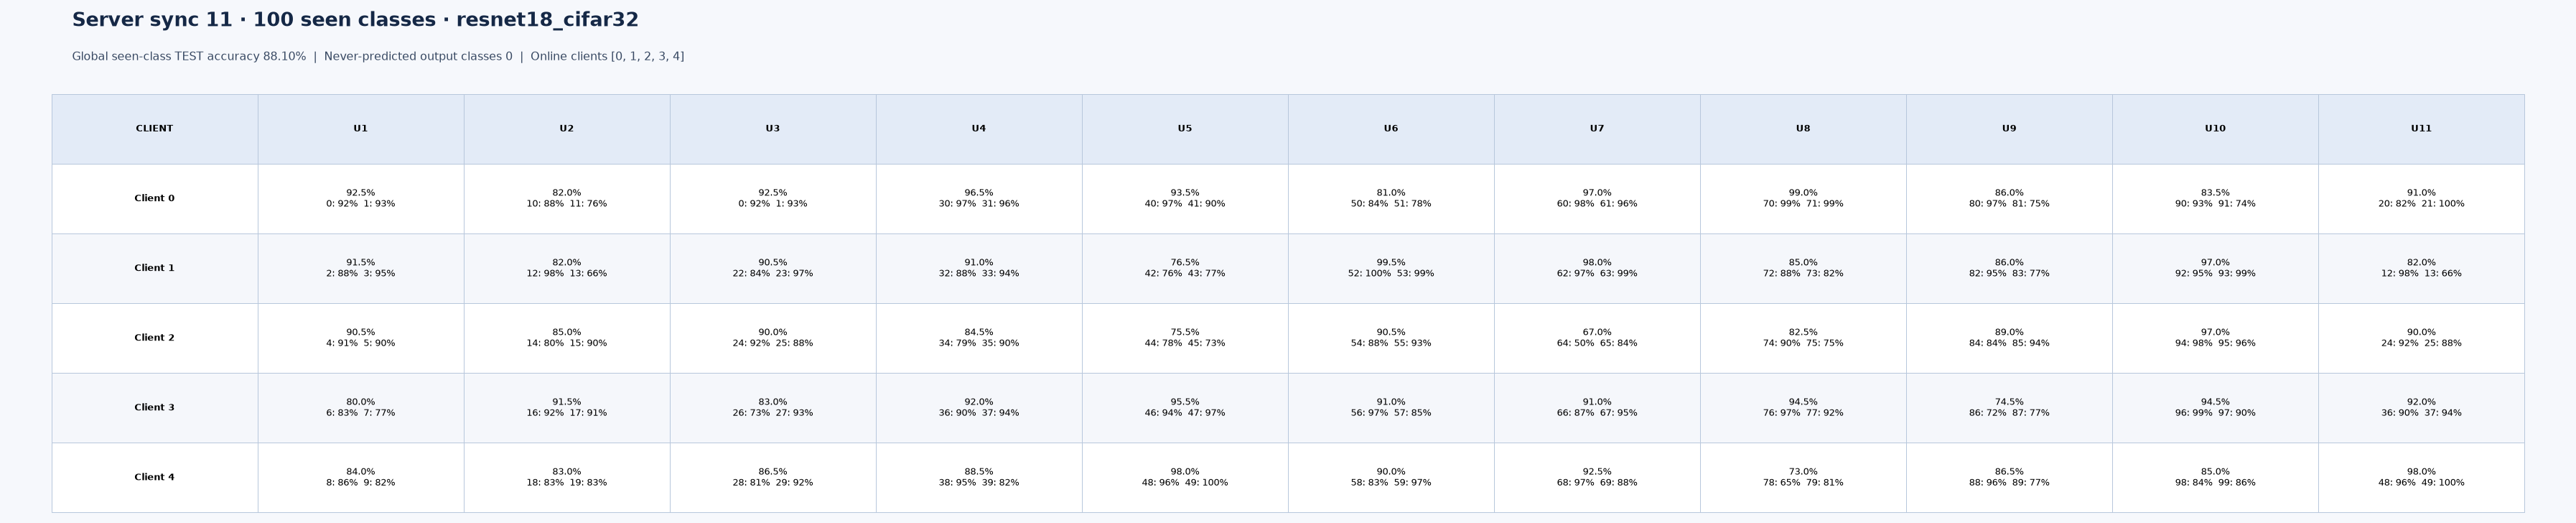 Server sync 11 · 100 seen classes · resnet18_cifar32
Global seen-class TEST accuracy 88.10% | Never-predicted output classes 0 | Online clients [0, 1, 2, 3, 4]
CLIENT U1 U2 U3 U4 U5 U6 U7 U8 U9 U10 U11
Client 0
92.5% 82.0% 92.5% 96.5% 93.5% 81.0% 97.0% 99.0% 86.0% 83.5% 91.0%
0: 92% 1: 93% 10: 88% 11: 76% 0: 92% 1: 93% 30: 97% 31: 96% 40: 97% 41: 90% 50: 84% 51: 78% 60: 98% 61: 96% 70: 99% 71: 99% 80: 97% 81: 75% 90: 93% 91: 74% 20: 82% 21: 100%
Client 1
91.5% 82.0% 90.5% 91.0% 76.5% 99.5% 98.0% 85.0% 86.0% 97.0% 82.0%
2: 88% 3: 95% 12: 98% 13: 66% 22: 84% 23: 97% 32: 88% 33: 94% 42: 76% 43: 77% 52: 100% 53: 99% 62: 97% 63: 99% 72: 88% 73: 82% 82: 95% 83: 77% 92: 95% 93: 99% 12: 98% 13: 66%
Client 2
90.5% 85.0% 90.0% 84.5% 75.5% 90.5% 67.0% 82.5% 89.0% 97.0% 90.0%
4: 91% 5: 90% 14: 80% 15: 90% 24: 92% 25: 88% 34: 79% 35: 90% 44: 78% 45: 73% 54: 88% 55: 93% 64: 50% 65: 84% 74: 90% 75: 75% 84: 84% 85: 94% 94: 98% 95: 96% 24: 92% 25: 88%
Client 3
80.0% 91.5% 83.0% 92.0% 95.5% 91.0% 91.0% 94.5% 74.5% 94.5% 92.0%
6: 83% 7: 77% 16: 92% 17: 91% 26: 73% 27: 93% 36: 90% 37: 94% 46: 94% 47: 97% 56: 97% 57: 85% 66: 87% 67: 95% 76: 97% 77: 92% 86: 72% 87: 77% 96: 99% 97: 90% 36: 90% 37: 94%
Client 4
84.0% 83.0% 86.5% 88.5% 98.0% 90.0% 92.5% 73.0% 86.5% 85.0% 98.0%
8: 86% 9: 82% 18: 83% 19: 83% 28: 81% 29: 92% 38: 95% 39: 82% 48: 96% 49: 100% 58: 83% 59: 97% 68: 97% 69: 88% 78: 65% 79: 81% 88: 96% 89: 77% 98: 84% 99: 86% 48: 96% 49: 100%